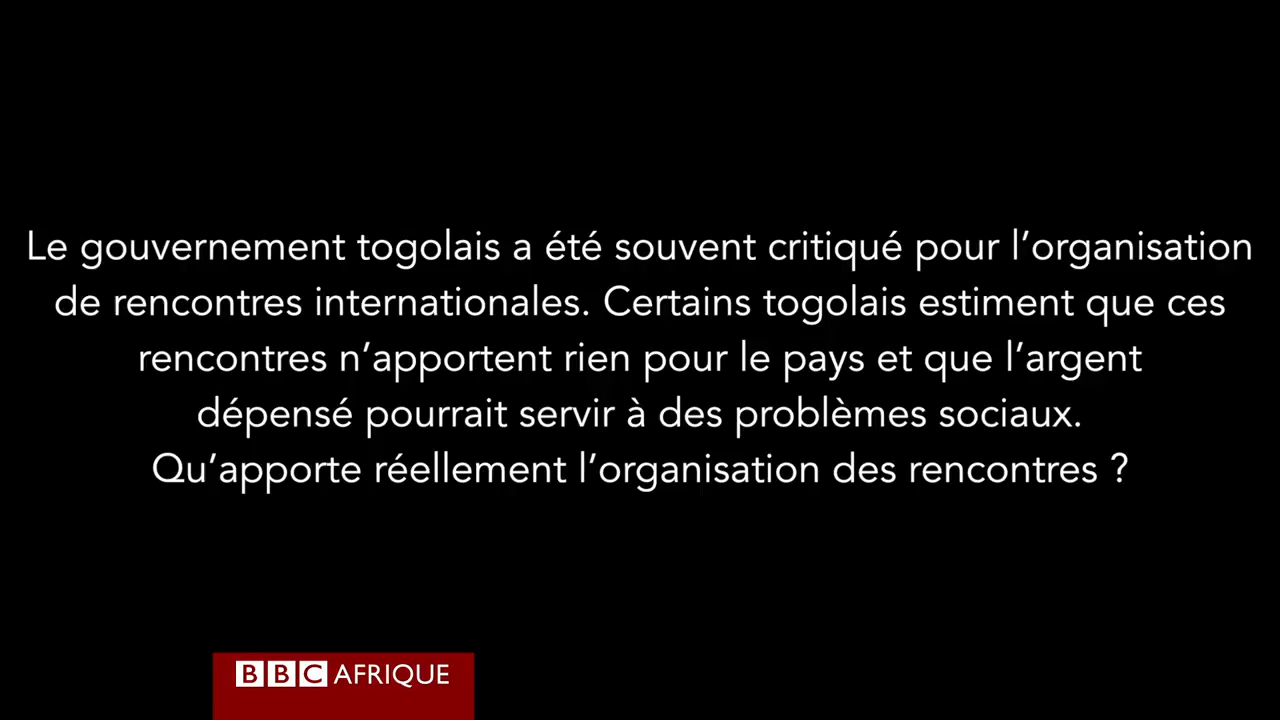 Le gouvernement togolais a été souvent critiqué pour l’organisation
de rencontres internationales. Certains togolais estiment que ces
rencontres n’apportent rien pour le pays et que l’argent
dépensé pourrait servir à des problèmes sociaux.
Qu’apporte réellement l’organisation des rencontres ?
BBC AFRIQUE